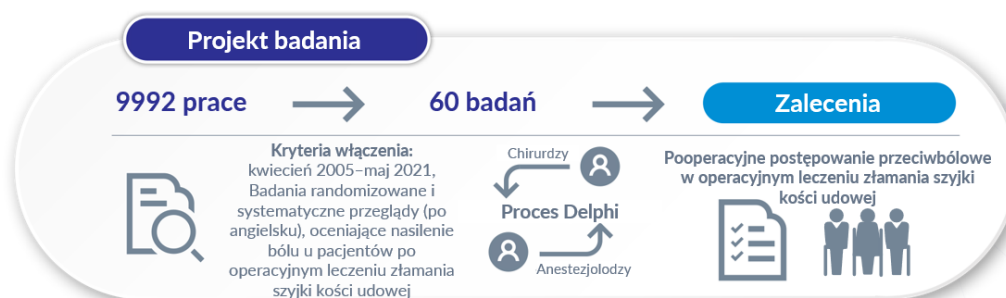 Projekt badania
9992 prace
60 badań
Zalecenia
Kryteria włączenia:
kwiecień 2005–maj 2021,
Badania randomizowane i
systematyczne przeglądy (po
angielsku), oceniające nasilenie
bólu u pacjentów po
operacyjnym leczeniu złamania
szyjki kości udowej
Chirurdzy
Proces Delphi
Anestezjolodzy
Pooperacyjne postępowanie przeciwbólowe
w operacyjnym leczeniu złamania szyjki
kości udowej